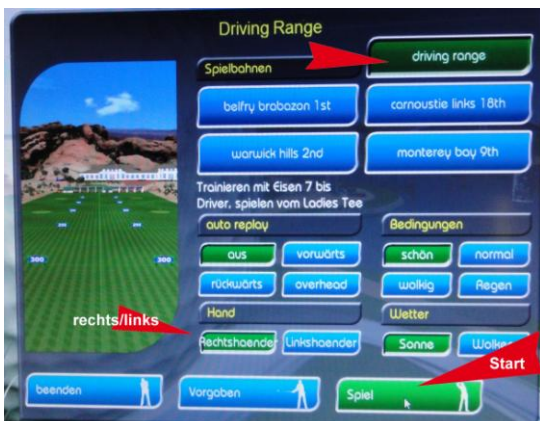 Driving Range
Spielbahnen
driving range
belfry brabazon 1st
carnoustie links 18th
warwick hills 2nd
monterey bay 9th
Trainieren mit Eisen 7 bis
Driver, spielen vom Ladies Tee
auto replay
Bedingungen
aus
vorwärts
schön
normal
rückwärts
overhead
wolkig
Regen
300
300
rechts/links
Hand
Wetter
Rechtshaender
Linkshaender
Sonne
Start
beenden
Vorgaben
Spiel